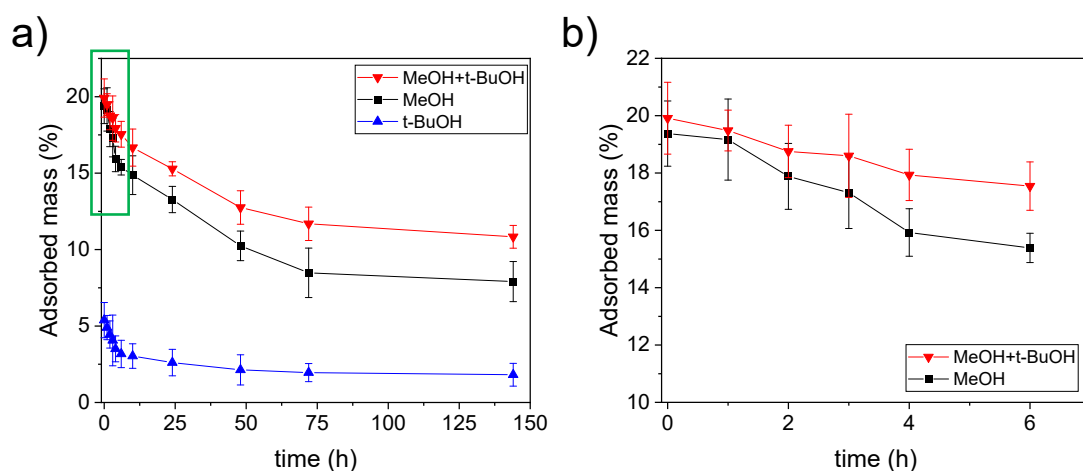 a)
MeOH+t-BuOH
MeOH
t-BuOH
Adsorbed mass (%)
20
15
10
5
0
0 25 50 75 100 125 150
time (h)
b)
Adsorbed mass (%)
22
20
18
16
14
12
10
MeOH+t-BuOH
MeOH
0 2 4 6
time (h)